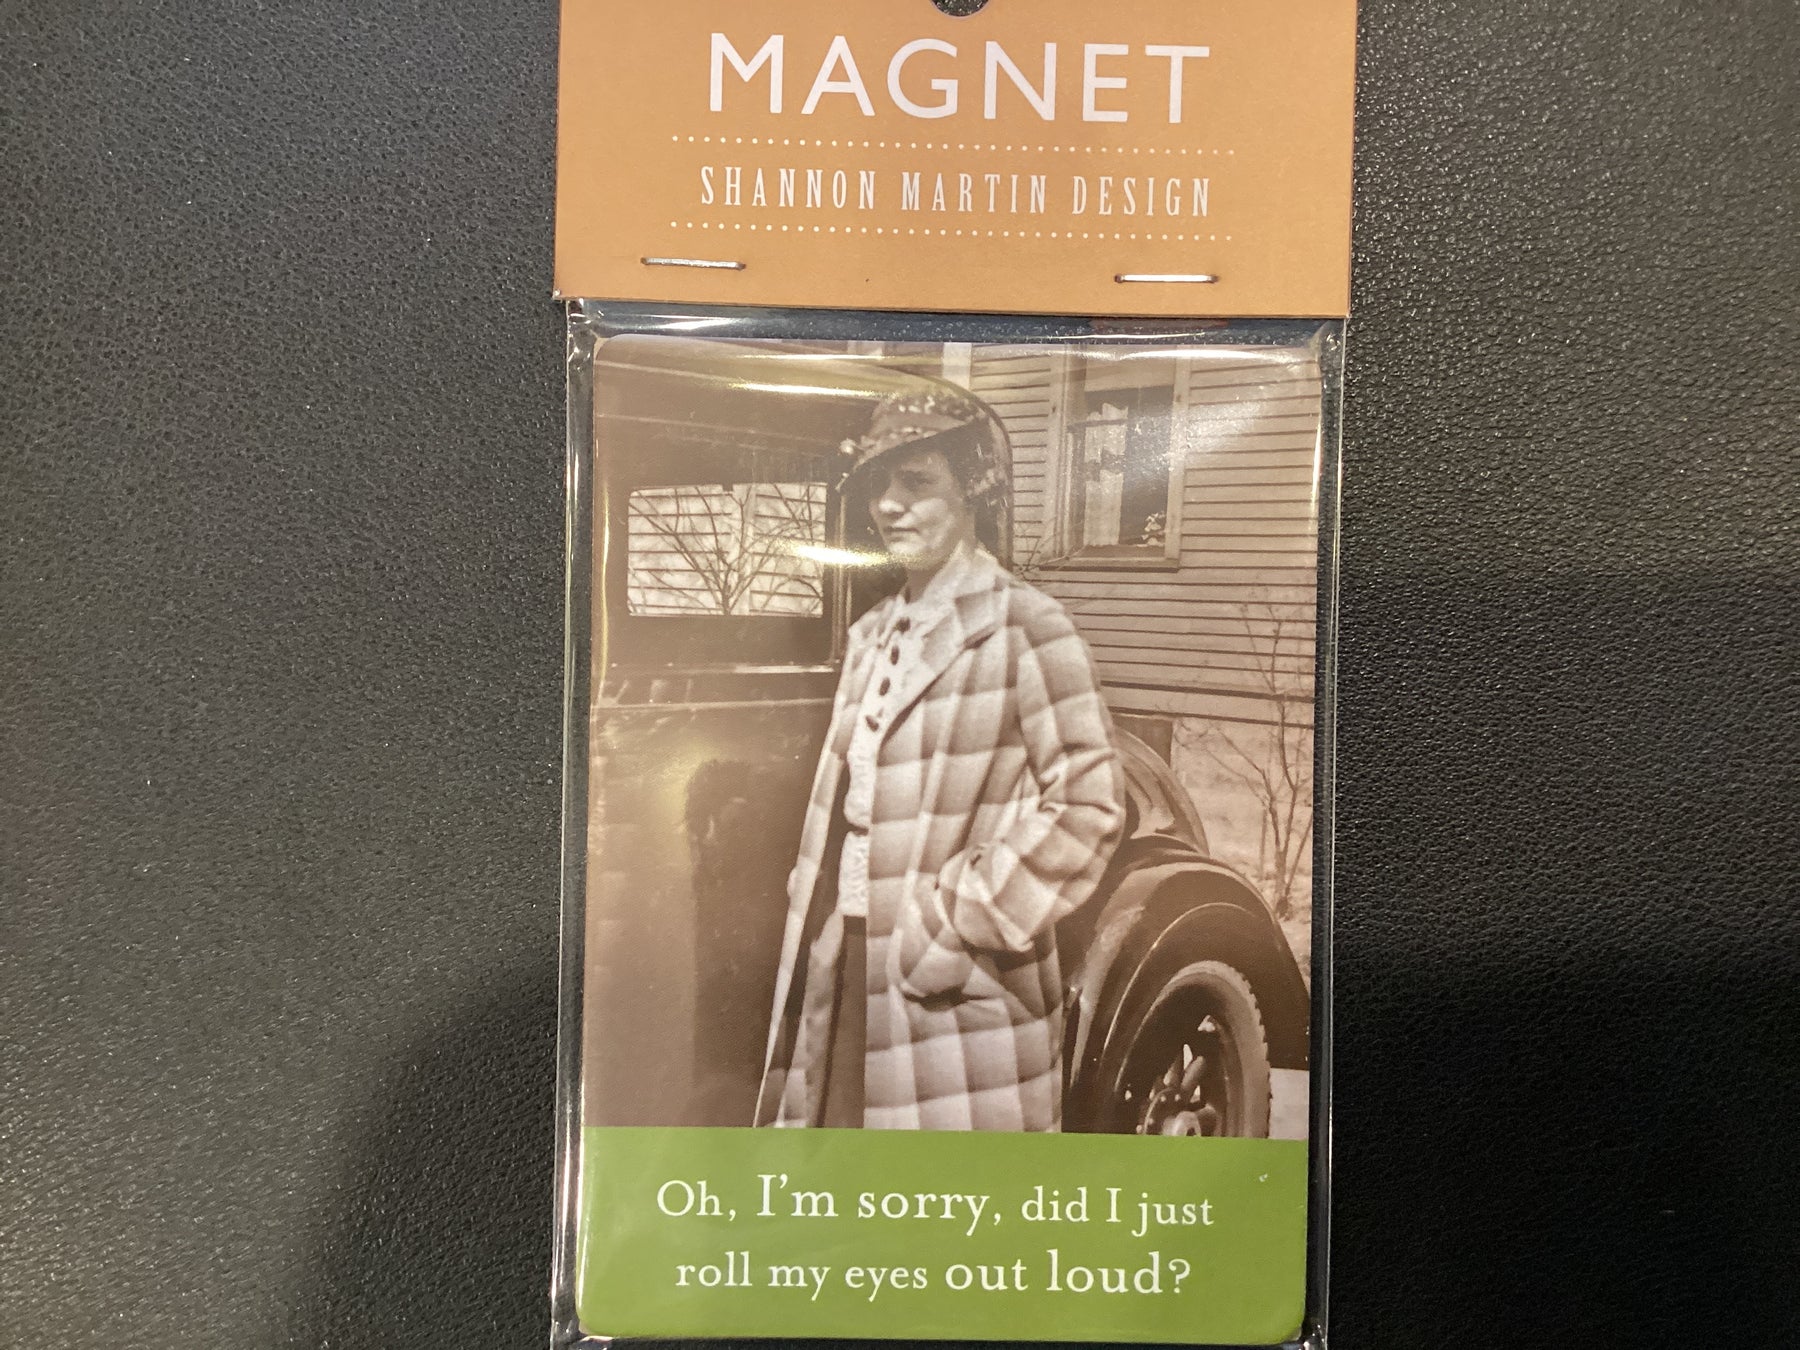 MAGNET
SHANNON MARTIN DESIGN
Oh, I'm sorry, did I just
roll my eyes out loud?